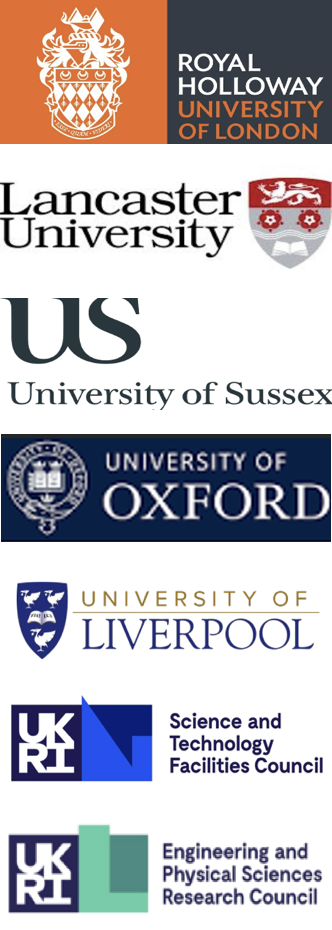 ROYAL
HOLLOWAY
UNIVERSITY
OF LONDON
Lancaster
University
US
University of Sussex
UNIVERSITY OF
OXFORD
UNIVERSITY OF
LIVERPOOL
UK
RI
Science and
Technology
Facilities Council
UK
RI
Engineering and
Physical Sciences
Research Council